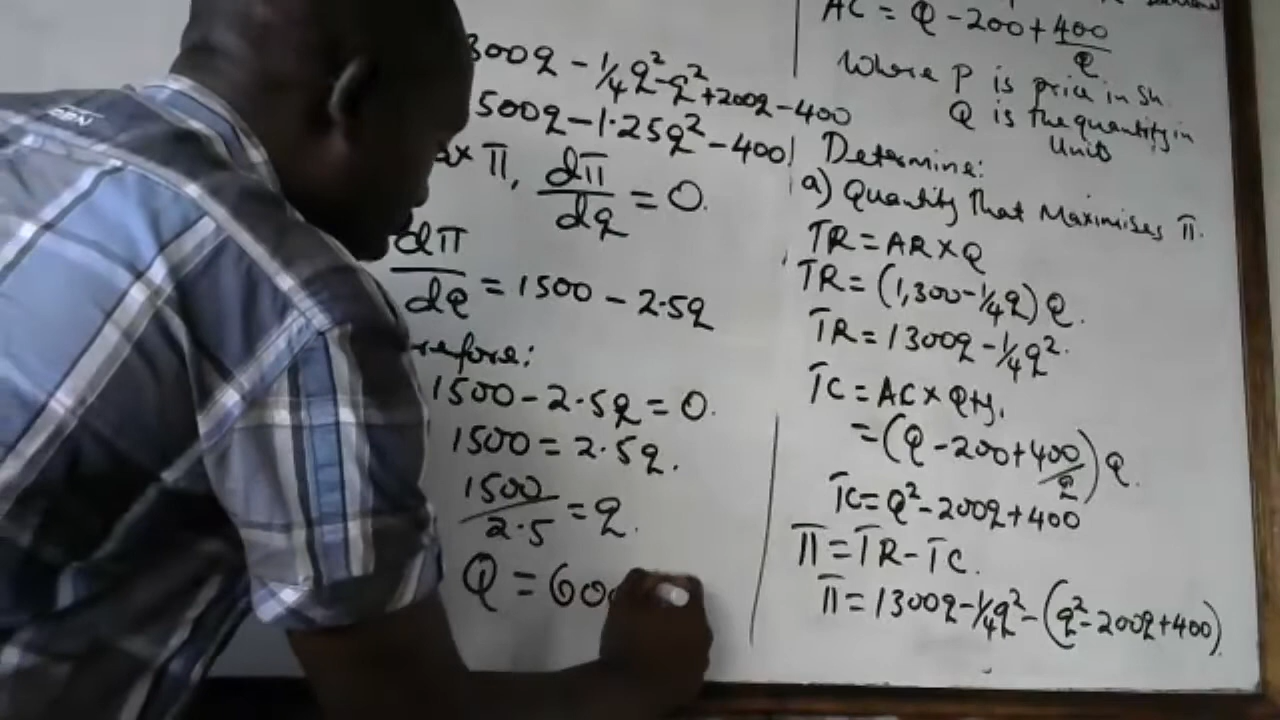 AC = Q - 200 + 400/Q
Where P is price in Sh.
Q is the quantity in
Units
Determine:
a) Quantity That Maximises π.
TR = AR × Q
TR = (1,300 - 1/4q) Q.
TR = 1300q - 1/4q².
TC = AC × Qty.
= (Q - 200 + 400/q) Q.
TC = Q² - 200q + 400
π = TR - TC.
π = 1300q - 1/4q² - (q² - 200q + 400).
300q - 1/4q² - q² + 200q - 400
500q - 1.25q² - 400
π, dπ/dq = 0.
dπ/dq = 1500 - 2.5q
refore:
1500 - 2.5q = 0.
1500 = 2.5q.
1500/2.5 = q.
Q = 60